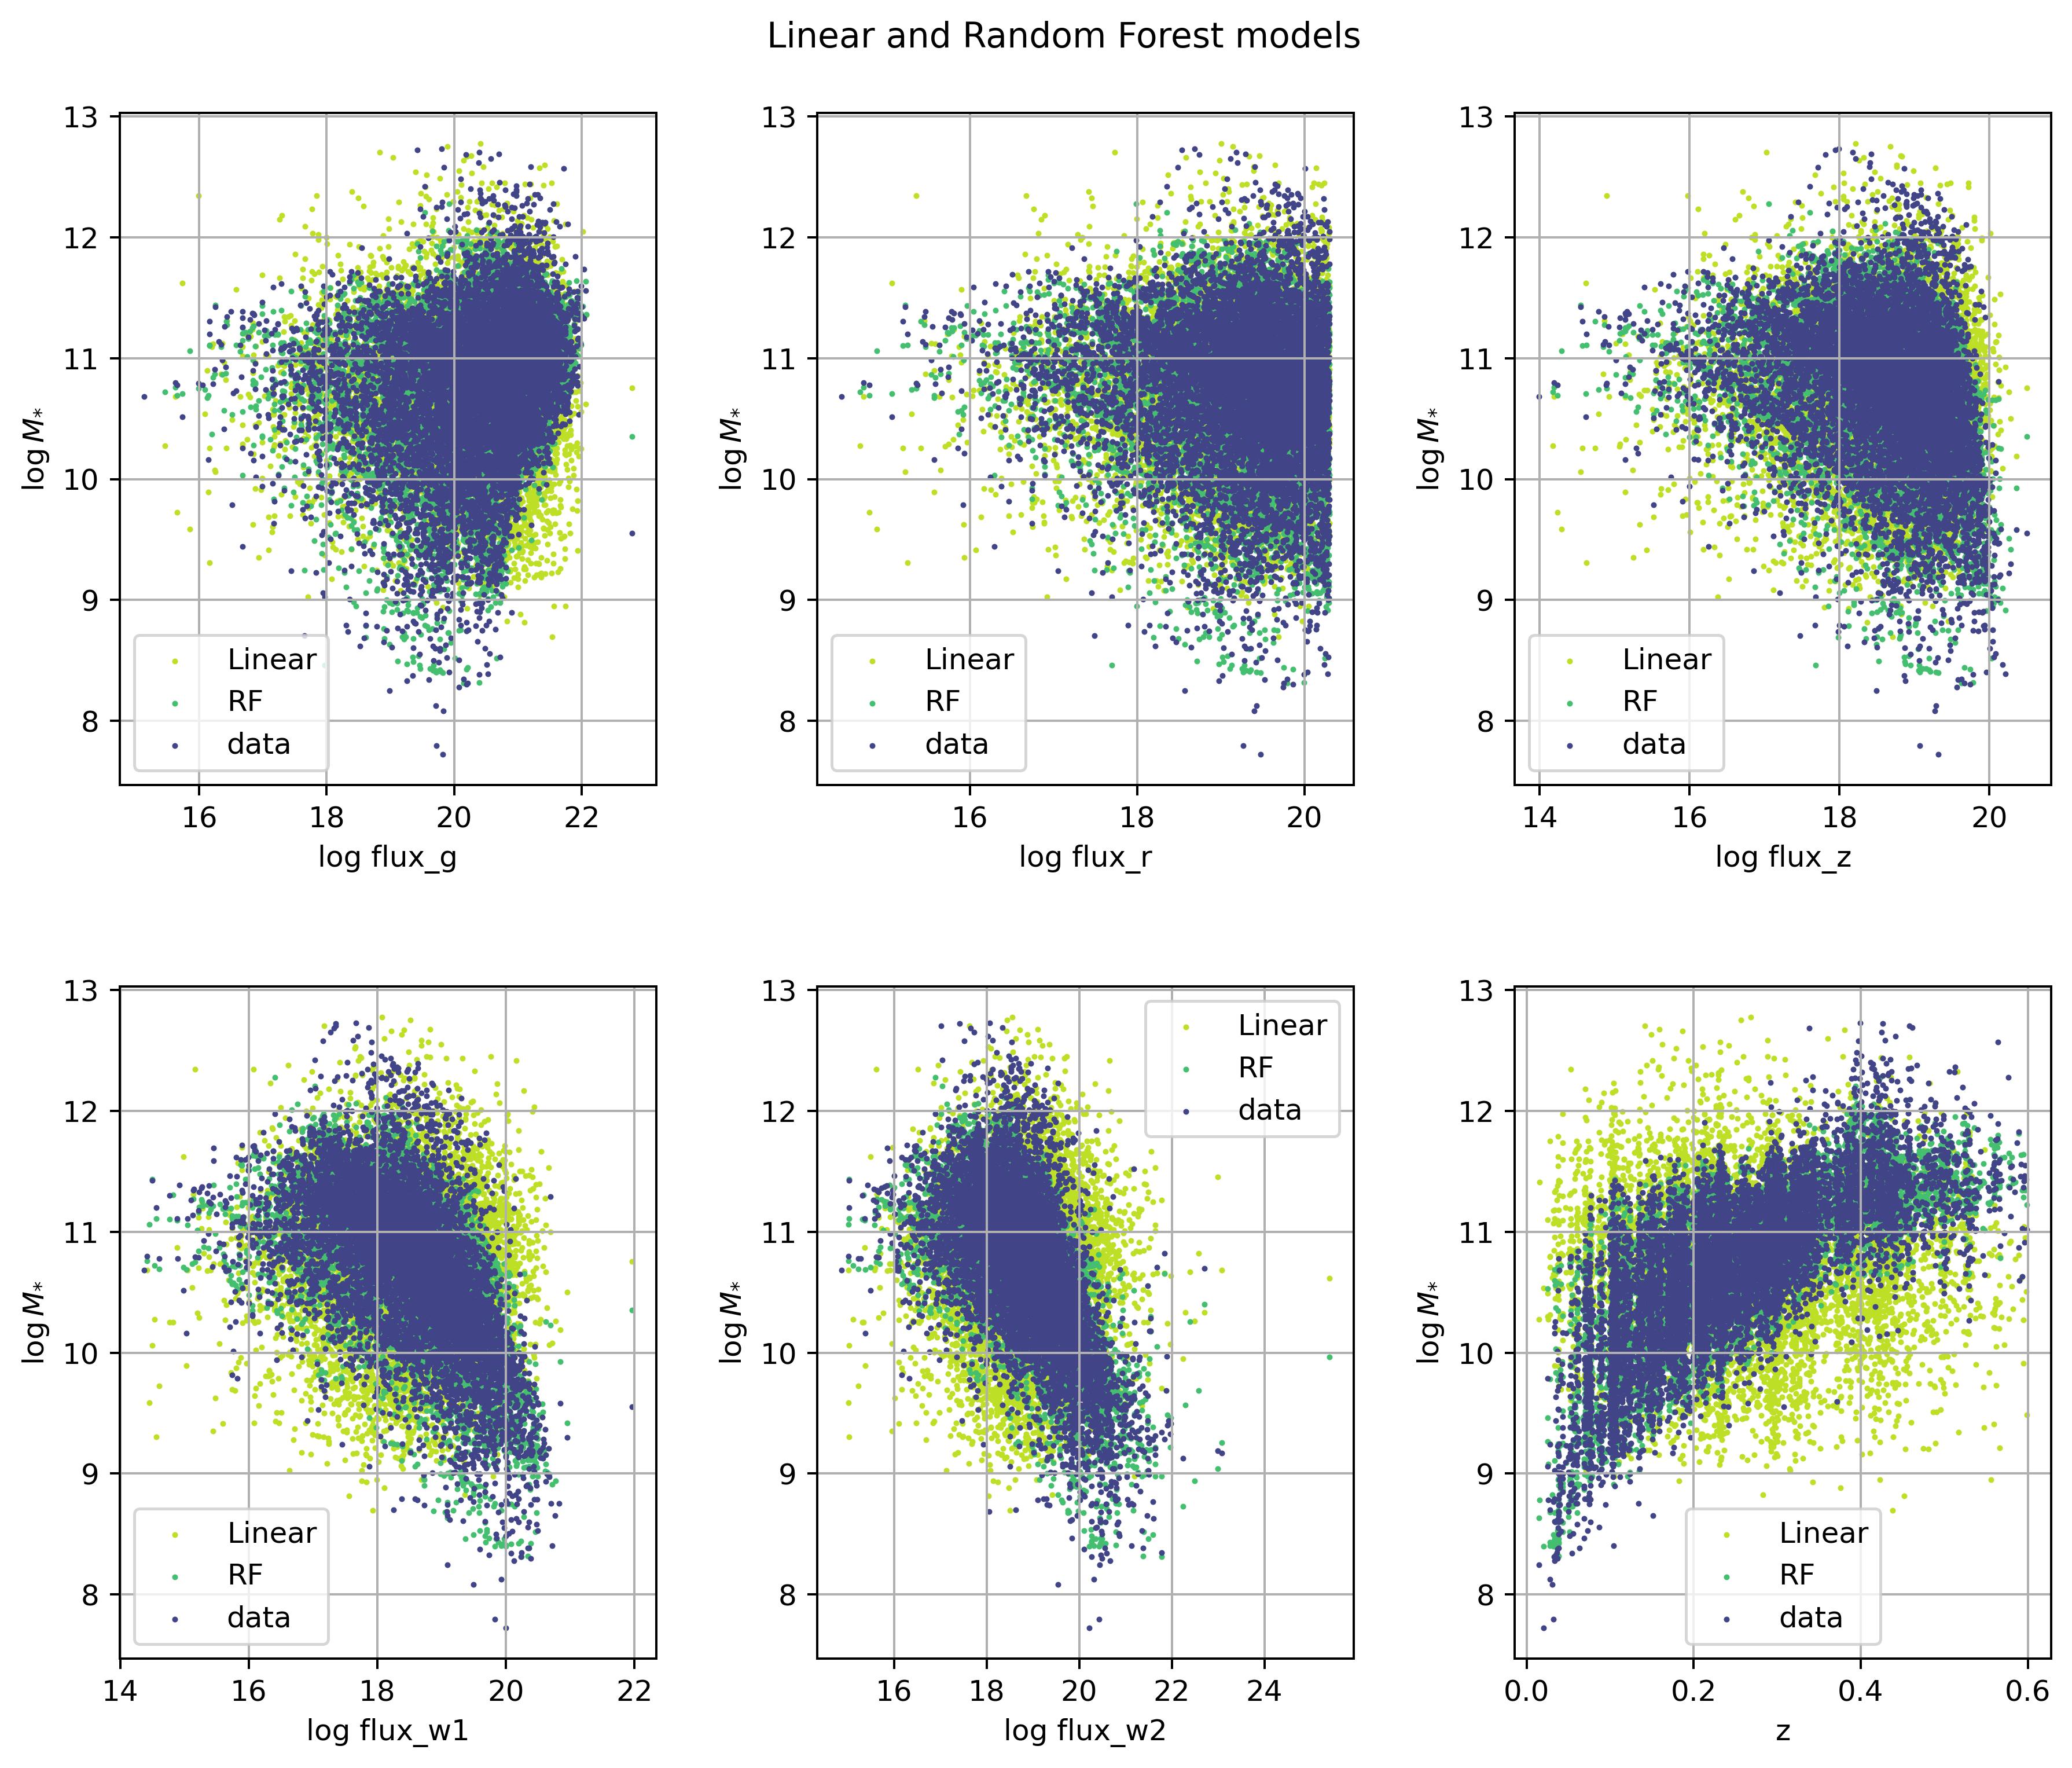 Linear and Random Forest models
13
12
11
10
9
8
log M*
16 18 20 22
log flux_g
Linear
RF
data
13
12
11
10
9
8
log M*
16 18 20
log flux_r
Linear
RF
data
13
12
11
10
9
8
log M*
14 16 18 20
log flux_z
Linear
RF
data
13
12
11
10
9
8
log M*
14 16 18 20 22
log flux_w1
Linear
RF
data
13
12
11
10
9
8
log M*
16 18 20 22 24
log flux_w2
Linear
RF
data
13
12
11
10
9
8
log M*
0.0 0.2 0.4 0.6
z
Linear
RF
data